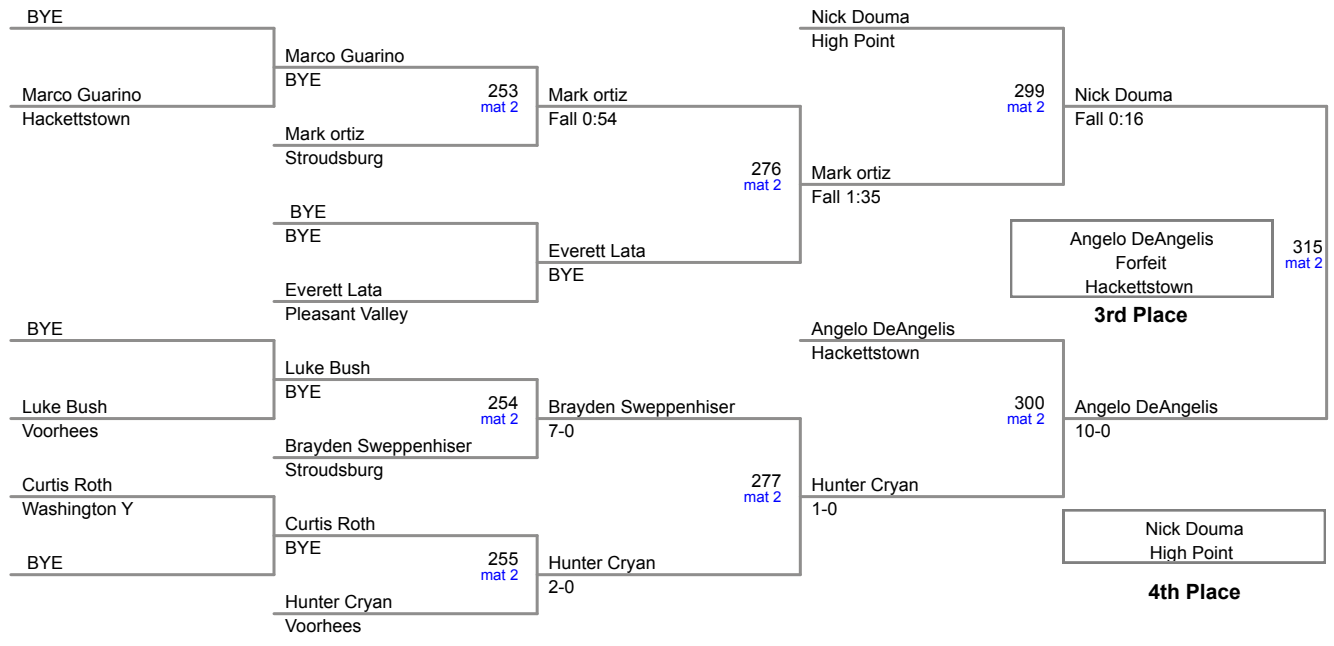 BYE
Marco Guarino
Hackettstown
Marco Guarino
BYE
253
mat 2
Mark ortiz
Stroudsburg
Mark ortiz
Fall 0:54
BYE
BYE
Everett Lata
Pleasant Valley
Everett Lata
BYE
276
mat 2
Nick Douma
High Point
Mark ortiz
Fall 1:35
299
mat 2
Nick Douma
Fall 0:16
Angelo DeAngelis
Forfeit
Hackettstown
3rd Place
315
mat 2
BYE
Luke Bush
Voorhees
Luke Bush
BYE
254
mat 2
Brayden Sweppenhiser
Stroudsburg
Brayden Sweppenhiser
7-0
Curtis Roth
Washington Y
BYE
Curtis Roth
BYE
255
mat 2
Hunter Cryan
Voorhees
Hunter Cryan
2-0
277
mat 2
Angelo DeAngelis
Hackettstown
Hunter Cryan
1-0
300
mat 2
Angelo DeAngelis
10-0
Nick Douma
High Point
4th Place